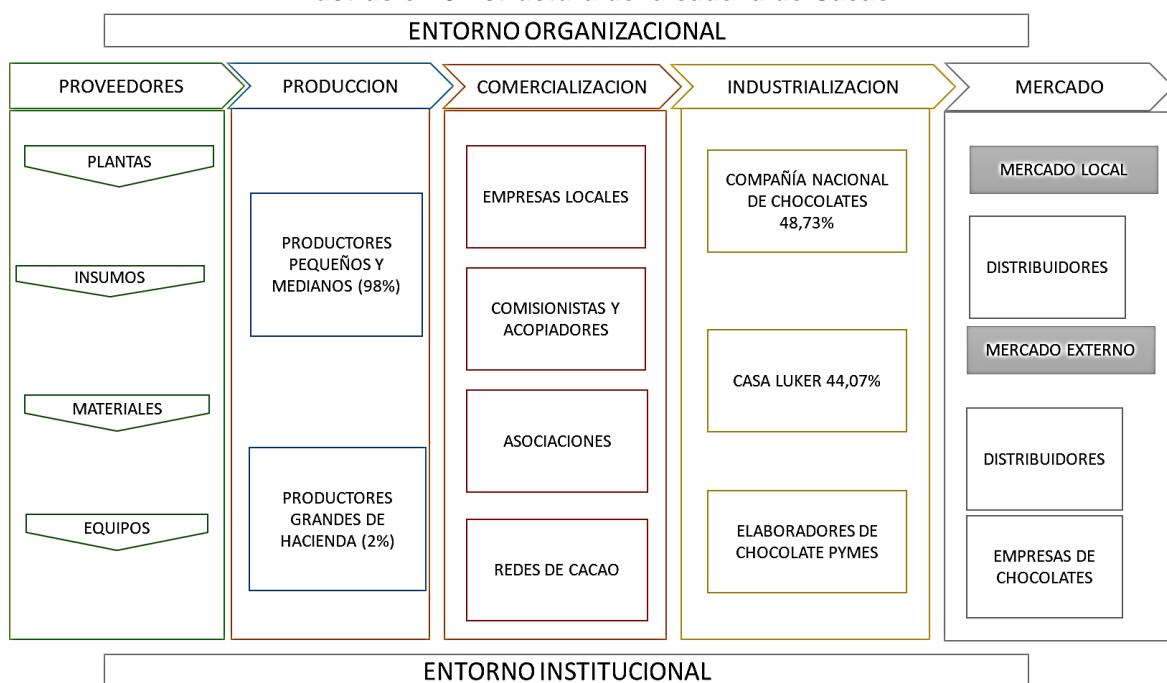 ENTORNO ORGANIZACIONAL
PROVEEDORES
PRODUCCION
COMERCIALIZACION
INDUSTRIALIZACION
MERCADO
PLANTAS
INSUMOS
MATERIALES
EQUIPOS
PRODUCTORES
PEQUEÑOS Y
MEDIANOS (98%)
PRODUCTORES
GRANDES DE
HACIENDA (2%)
EMPRESAS LOCALES
COMISIONISTAS Y
ACOPIADORES
ASOCIACIONES
REDES DE CACAO
COMPAÑÍA NACIONAL
DE CHOCOLATES
48,73%
CASA LUKER 44,07%
ELABORADORES DE
CHOCOLATE PYMES
MERCADO LOCAL
DISTRIBUIDORES
MERCADO EXTERNO
DISTRIBUIDORES
EMPRESAS DE
CHOCOLATES
ENTORNO INSTITUCIONAL